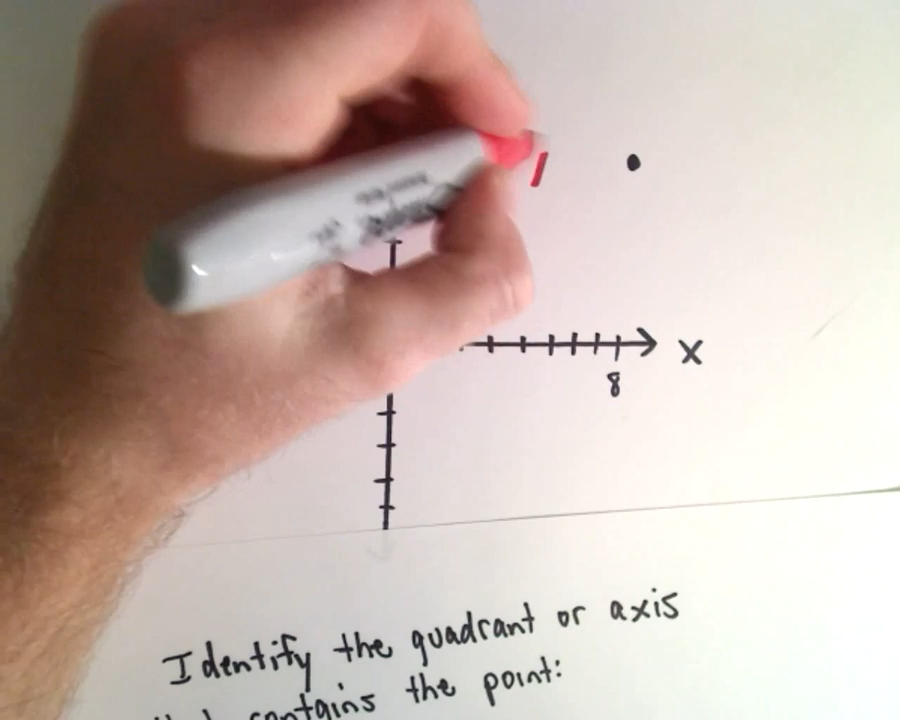 X
8
Identify the quadrant or axis
contains the point: